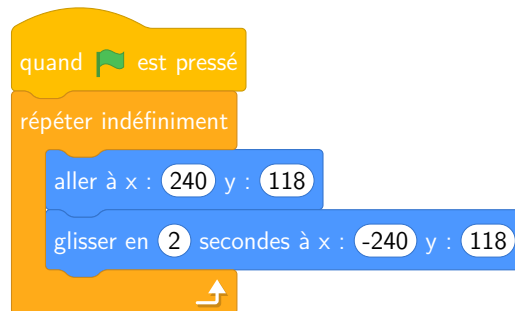 quand est pressé
répéter indéfiniment
aller à x : 240 y : 118
glisser en 2 secondes à x : -240 y : 118